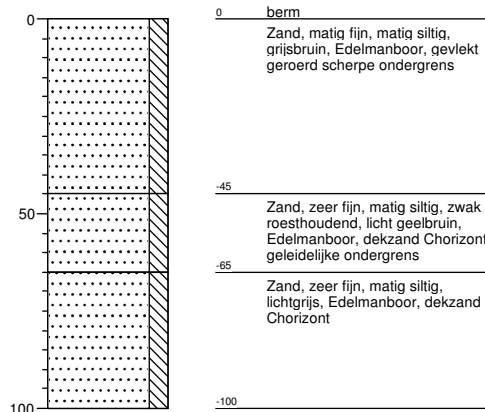 0
0 berm
Zand, matig fijn, matig siltig,
grijsbruin, Edelmanboor, gevlekt
geroerd scherpe ondergrens
-45
50
Zand, zeer fijn, matig siltig, zwak
roesthoudend, licht geelbruin,
Edelmanboor, dekzand Chorizont
geleidelijke ondergrens
-65
Zand, zeer fijn, matig siltig,
lichtgrijs, Edelmanboor, dekzand
Chorizont
-100
100